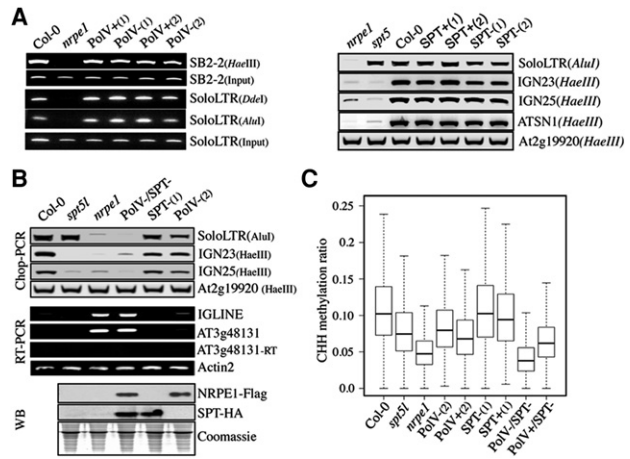 A
Col-0 nrpe1 PolV+(1) PolV-(1) PolV+(2) PolV-(2)
SB2-2(HaeIII)
SB2-2(Input)
SoloLTR(DdeI)
SoloLTR(AluI)
SoloLTR(Input)
nrpe1 spt5 Col-0 SPT+(1) SPT+(2) SPT-(1) SPT-(2)
SoloLTR(AluI)
IGN23(HaeIII)
IGN25(HaeIII)
ATSN1(HaeIII)
At2g19920(HaeIII)
B
Col-0 spt5l nrpe1 PolV-/SPT- SPT-(1) PolV-(2)
Chop-PCR
SoloLTR(AluI)
IGN23(HaeIII)
IGN25(HaeIII)
At2g19920 (HaeIII)
RT-PCR
IGLINE
AT3g48131
AT3g48131-RT
Actin2
WB
NRPE1-Flag
SPT-HA
Coomassie
C
CHH methylation ratio
0.25
0.20
0.15
0.10
0.05
0.0
Col-0 spt5l nrpe1 PolV-(2) PolV+(2) SPT-(1) SPT+(1) PolV-/SPT- PolV+/SPT-